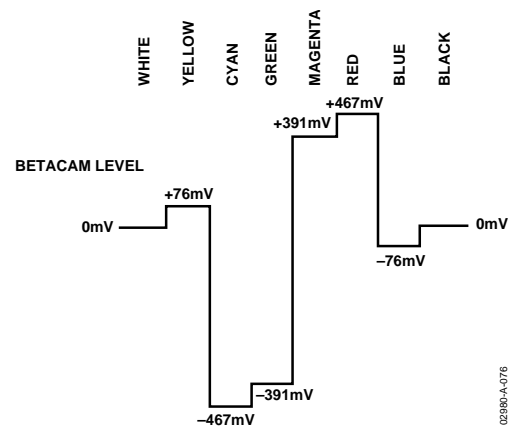 WHITE
YELLOW
CYAN
GREEN
MAGENTA
RED
BLUE
BLACK
BETACAM LEVEL
0mV
+76mV
–467mV
–391mV
+391mV
+467mV
–76mV
0mV
02980-A-076